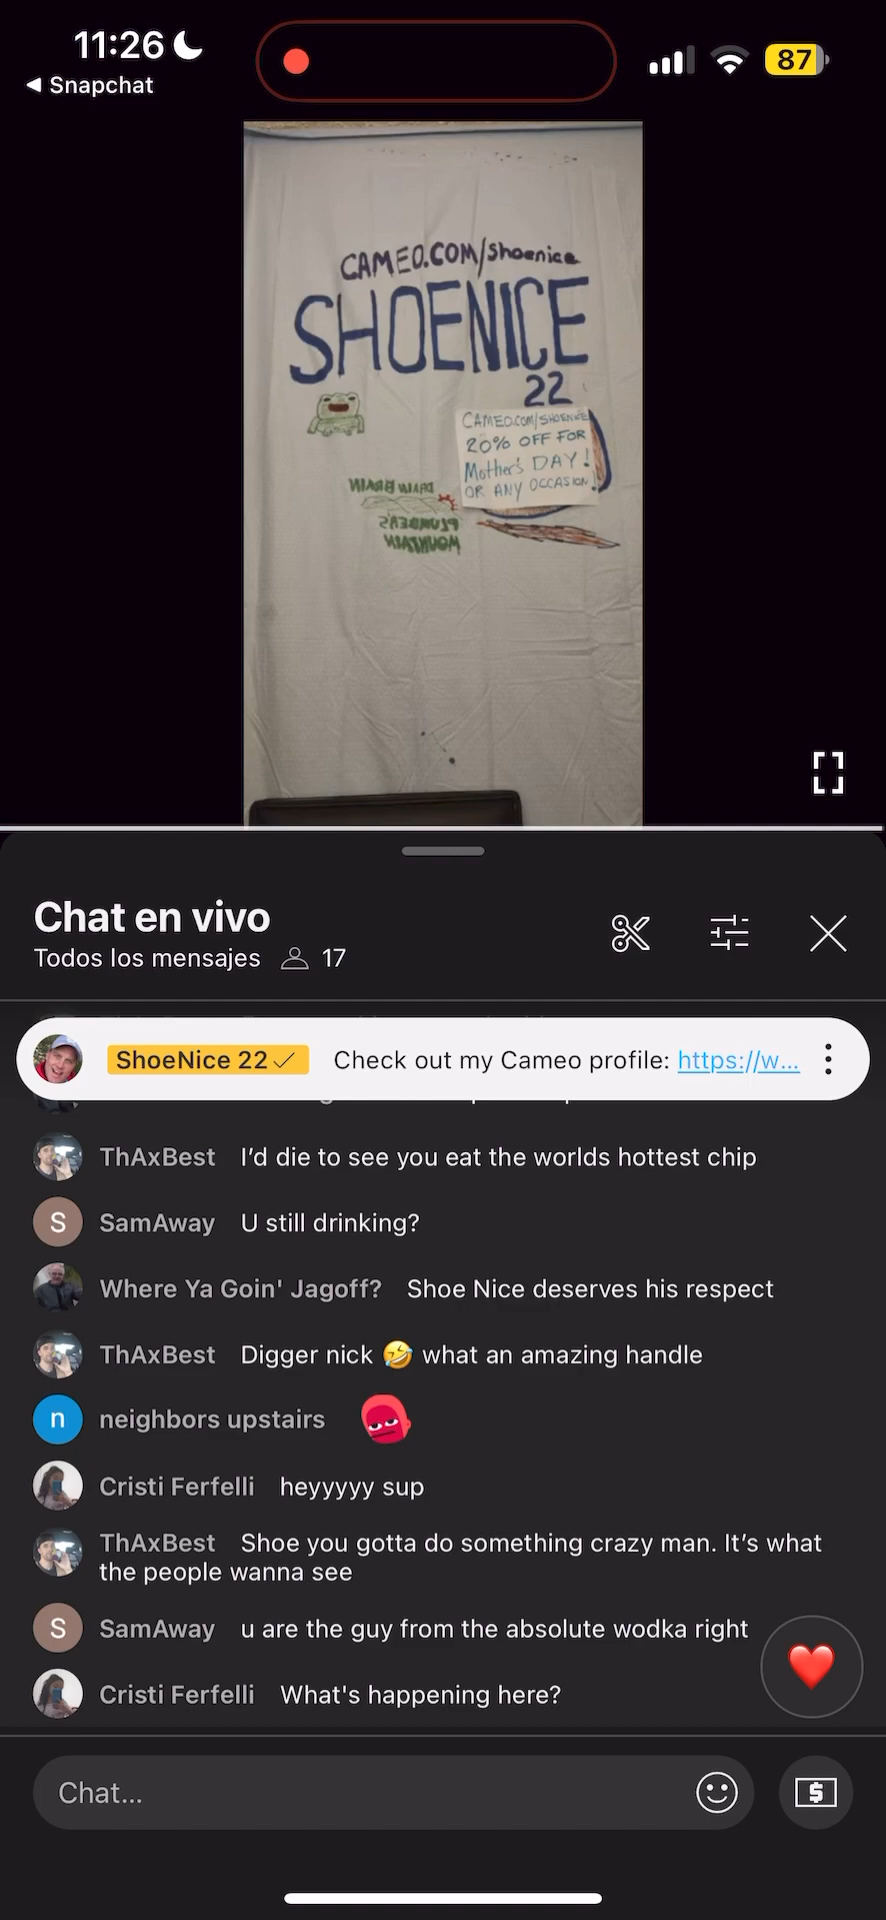 11:26
87
Snapchat
CAMEO.COM/shoenice
SHOENICE
22
CAMEO.COM/SHOENICE
20% OFF FOR
Mother's DAY!
OR ANY OCCASION!
PLUMBERS
MOUNTAIN
Chat en vivo
Todos los mensajes 17
ShoeNice 22 Check out my Cameo profile: https://w...
ThAxBest I’d die to see you eat the worlds hottest chip
S SamAway U still drinking?
Where Ya Goin' Jagoff? Shoe Nice deserves his respect
ThAxBest Digger nick 🤣 what an amazing handle
n neighbors upstairs
Cristi Ferfelli heyyyyy sup
ThAxBest Shoe you gotta do something crazy man. It’s what
the people wanna see
S SamAway u are the guy from the absolute wodka right
Cristi Ferfelli What's happening here?
Chat...
$